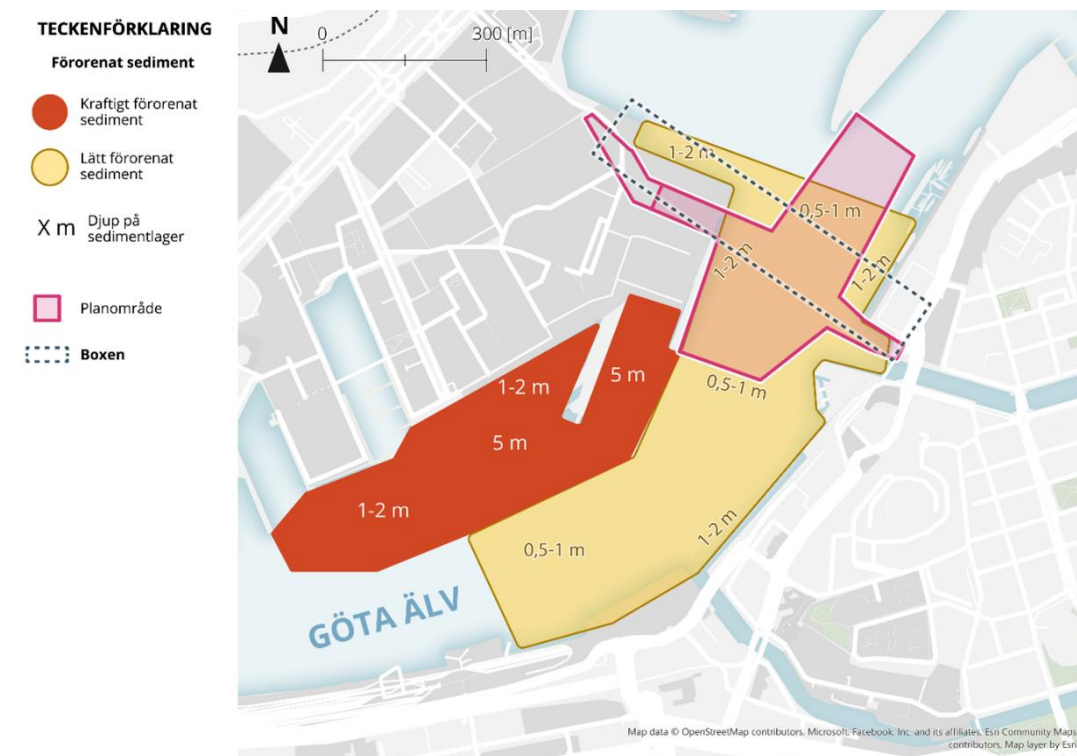 TECKENFÖRKLARING
Förorenat sediment
Kraftigt förorenat
sediment
Lätt förorenat
sediment
X m
Djup på
sedimentlager
Planområde
Boxen
N
0
300 [m]
1-2 m
0,5-1 m
1-2 m
1-2 m
0,5-1 m
1-2 m
5 m
5 m
1-2 m
0,5-1 m
1-2 m
GÖTA ÄLV
Map data © OpenStreetMap contributors, Microsoft, Facebook, Inc. and its affiliates, Esri Community Maps
contributors, Map layer by Esri